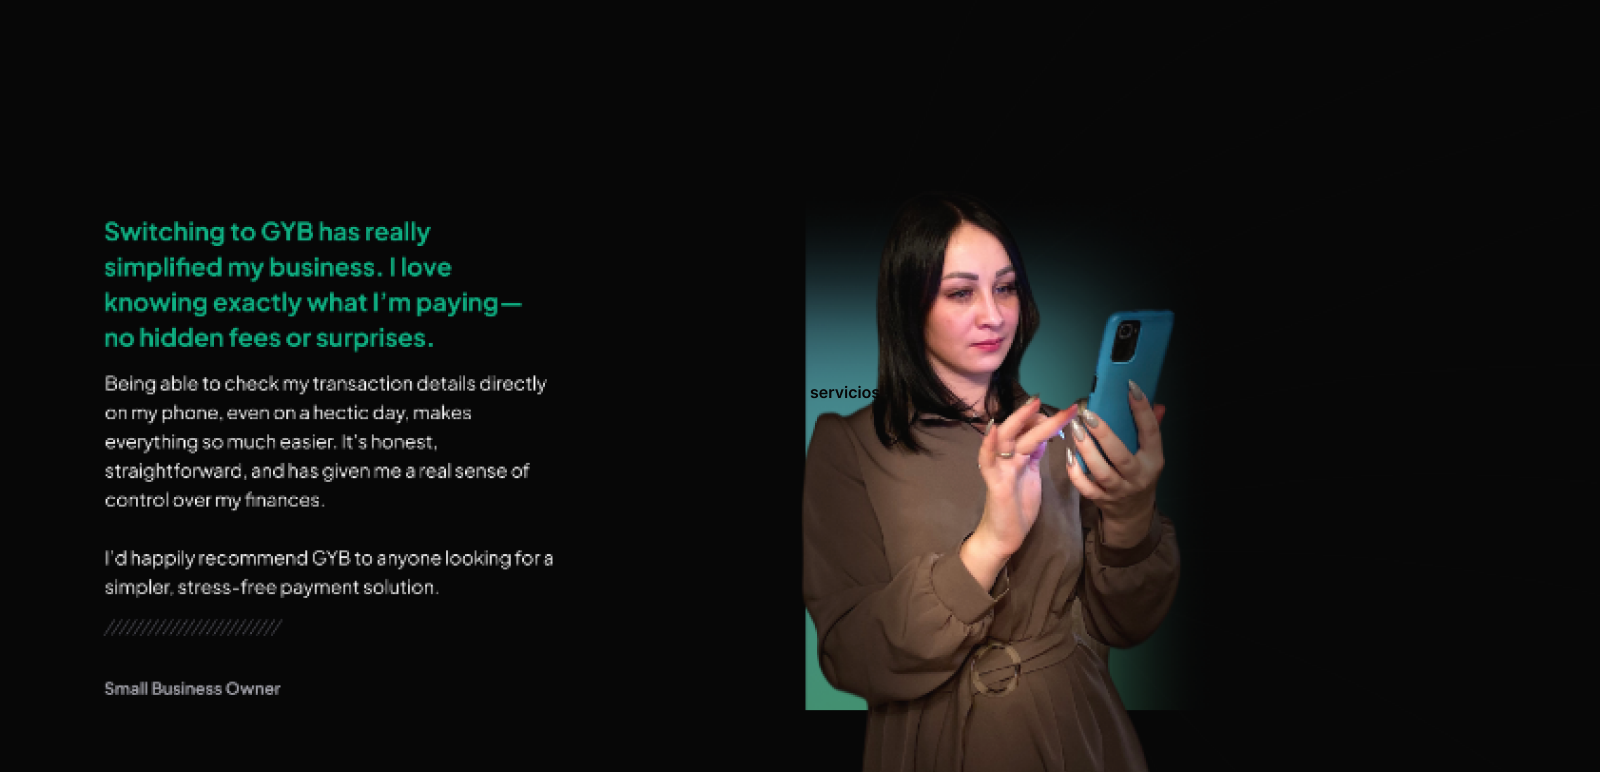 Switching to GYB has really
simplified my business. I love
knowing exactly what I’m paying—
no hidden fees or surprises.
Being able to check my transaction details directly
on my phone, even on a hectic day, makes
everything so much easier. It’s honest,
straightforward, and has given me a real sense of
control over my finances.
I’d happily recommend GYB to anyone looking for a
simpler, stress-free payment solution.
/////////////////////////
Small Business Owner
servicios